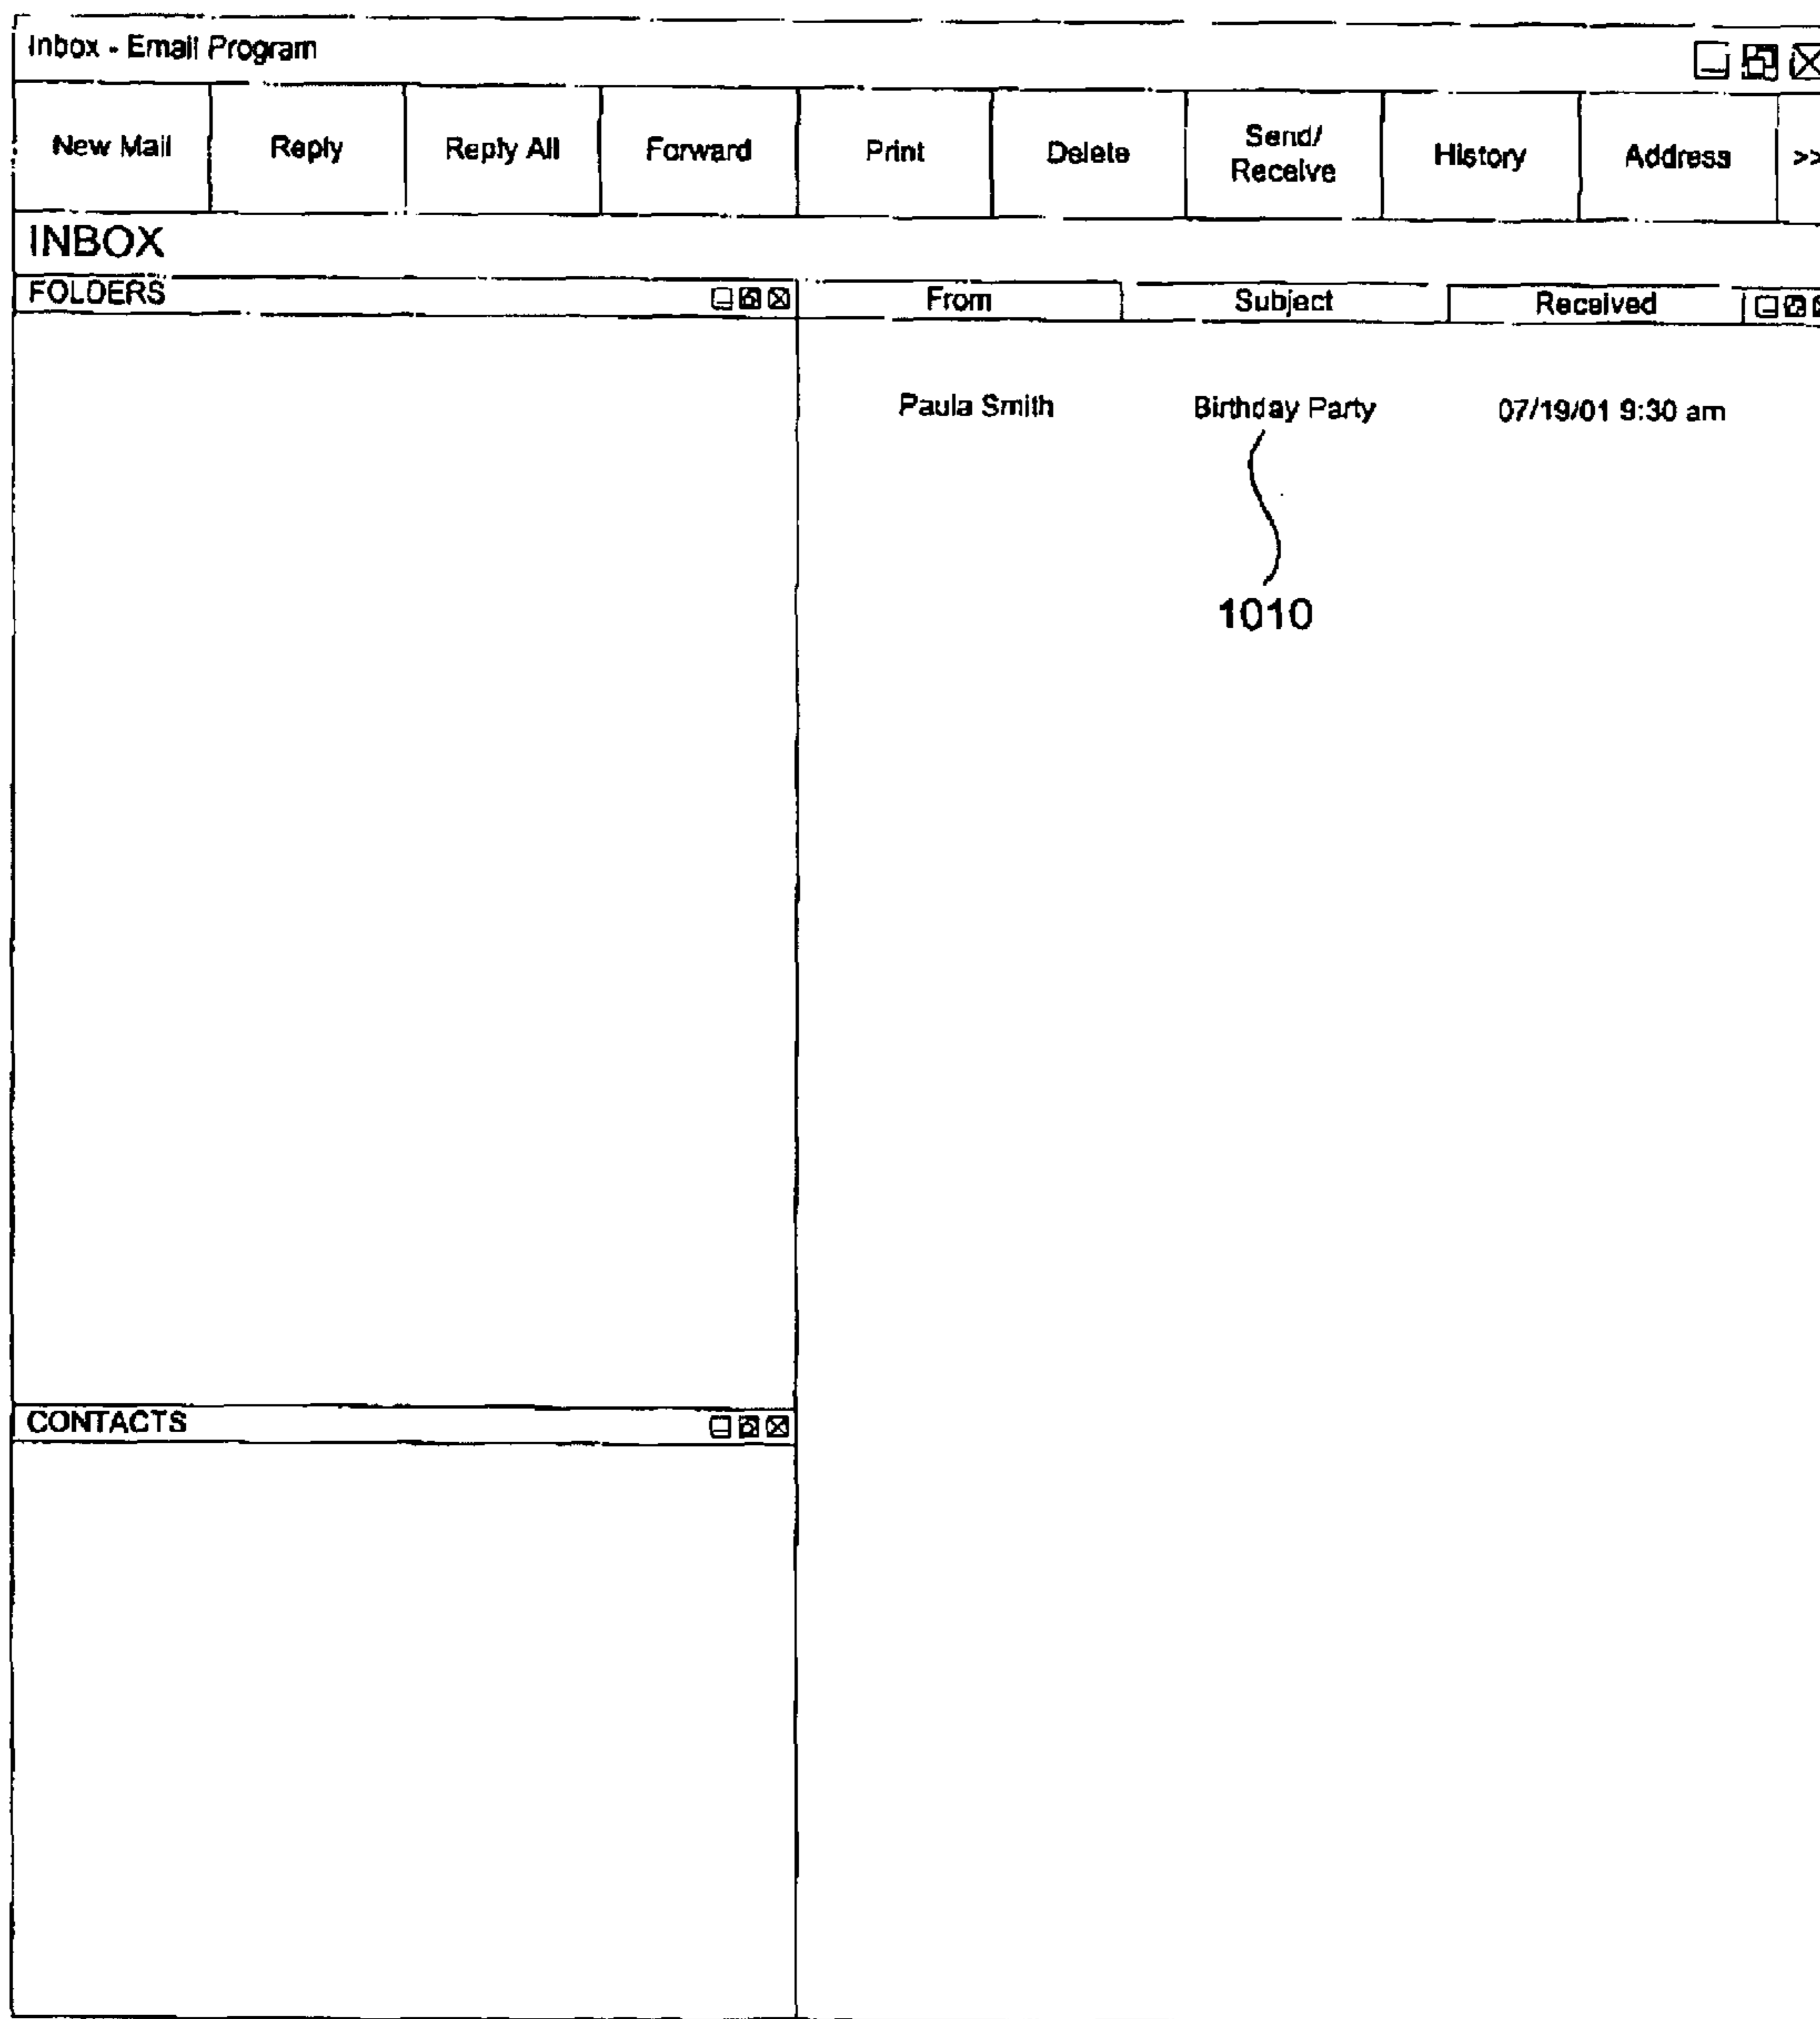 Inbox - Email Program
New Mail Reply Reply All Forward Print Delete Send/ Receive History Address >>
INBOX
FOLDERS From Subject Received
Paula Smith Birthday Party 07/19/01 9:30 am
1010
CONTACTS